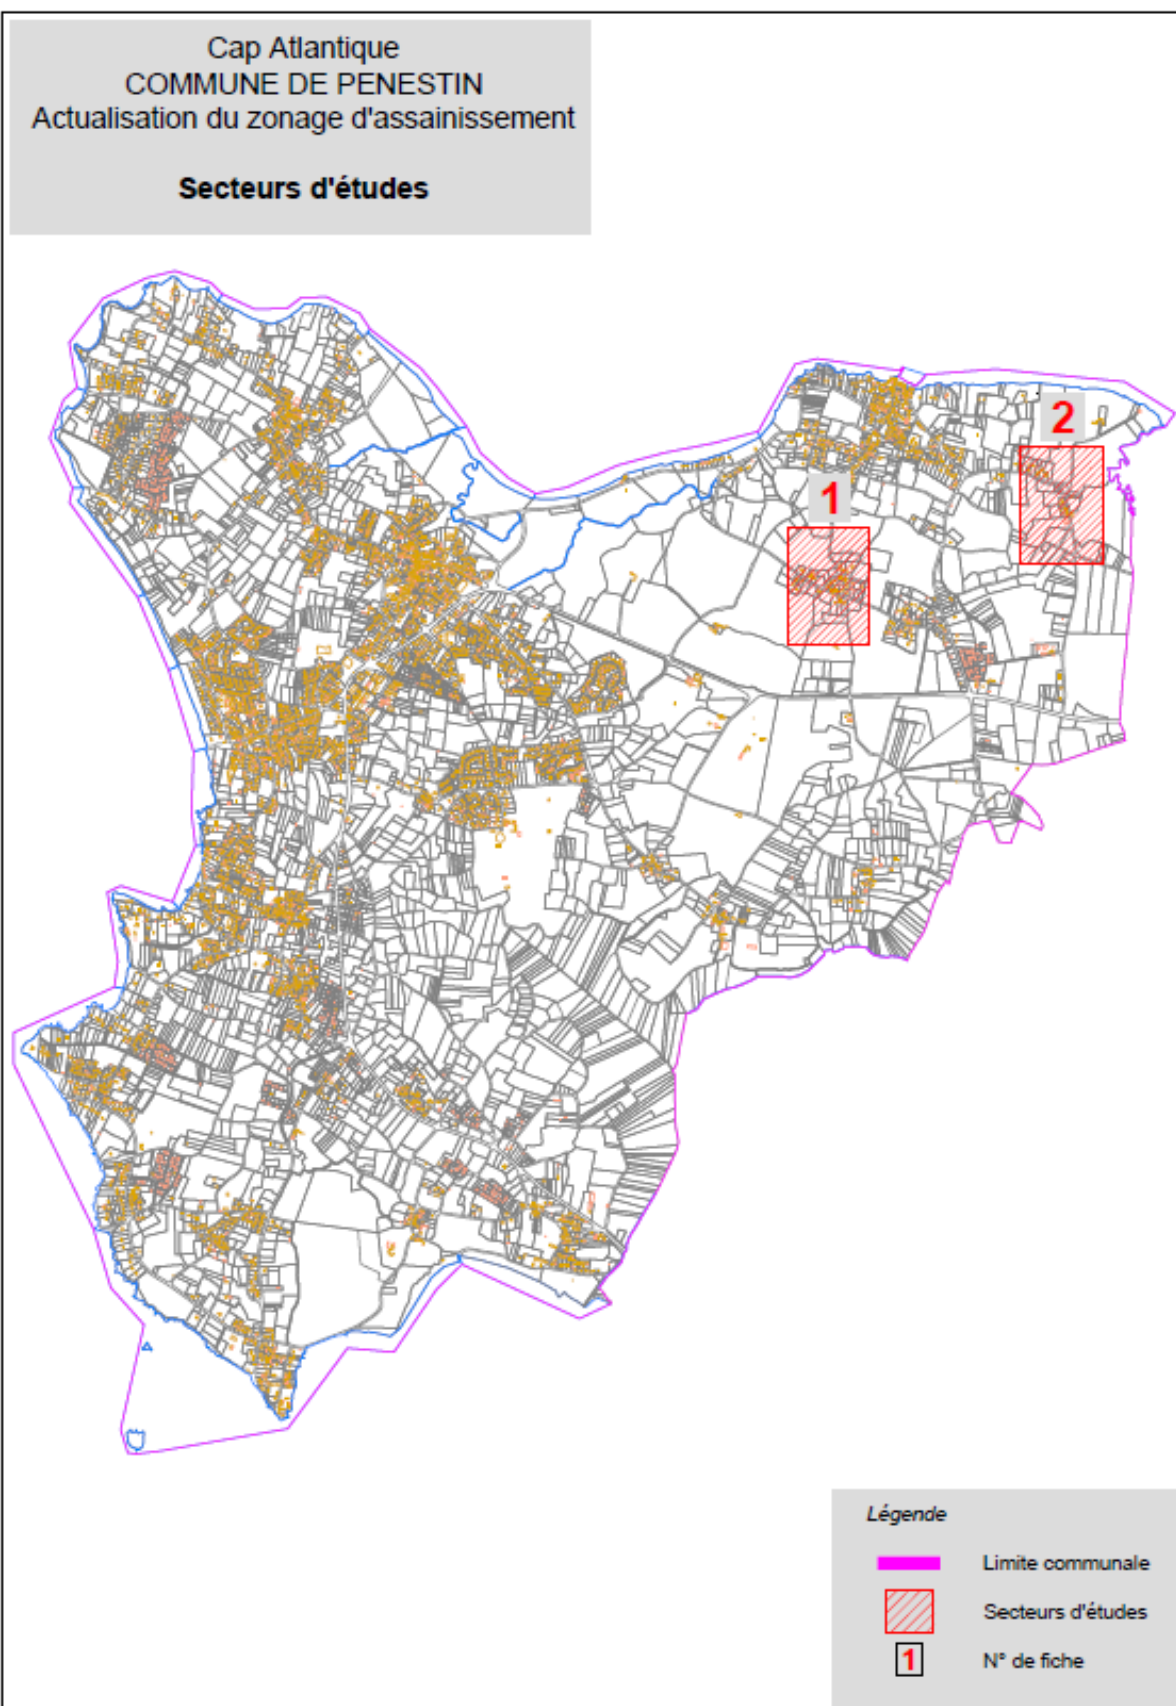 Cap Atlantique
COMMUNE DE PENESTIN
Actualisation du zonage d'assainissement
Secteurs d'études
2
1
Légende
Limite communale
Secteurs d'études
1 N° de fiche